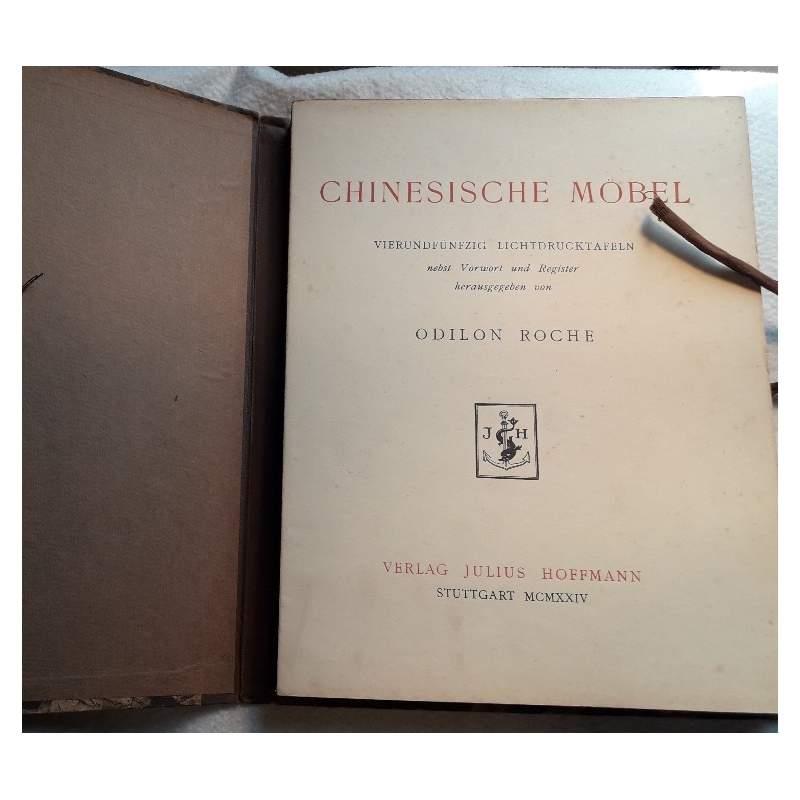 CHINESISCHE MÖBEL
VIERUNDFÜNFZIG LICHTDRUCKTAFELN
nebst Vorwort und Register
herausgegeben von
ODILON ROCHE
J H
VERLAG JULIUS HOFFMANN
STUTTGART MCMXXIV